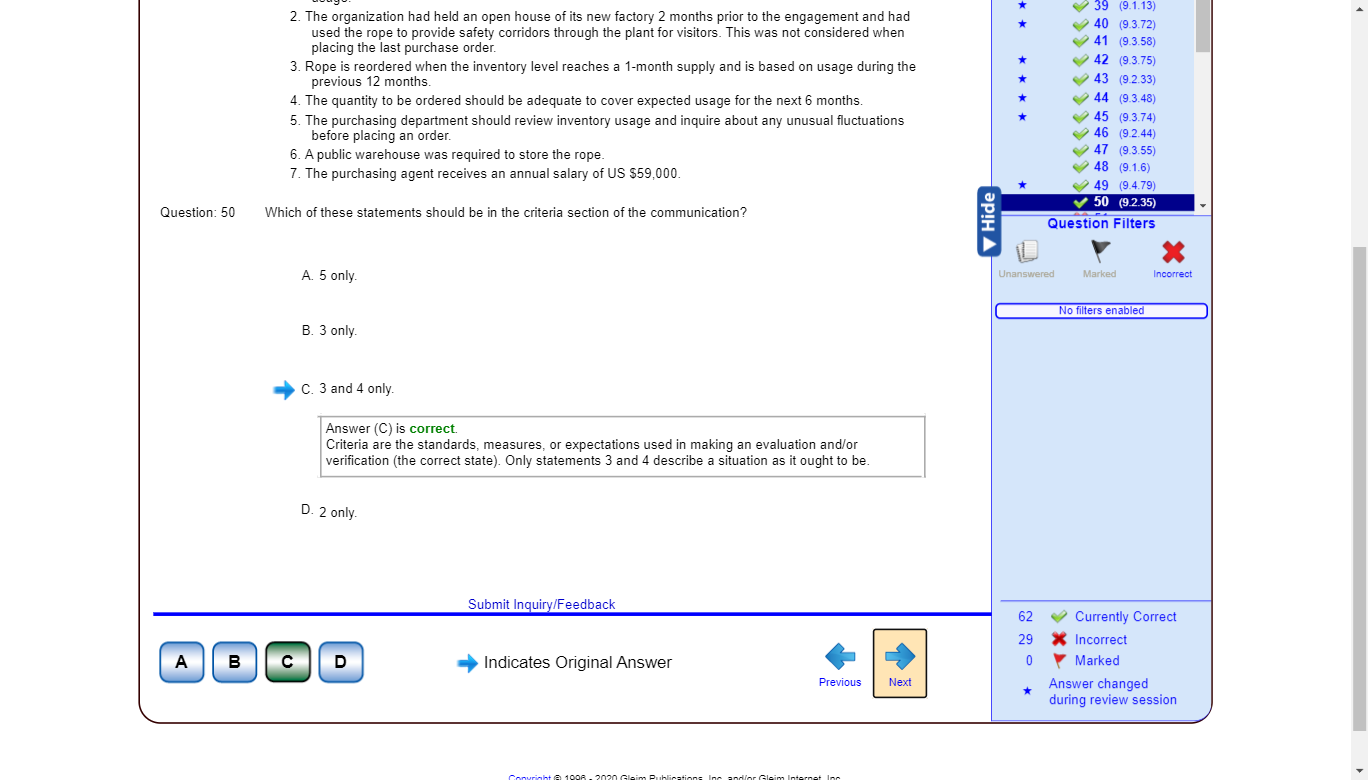 usage.
2. The organization had held an open house of its new factory 2 months prior to the engagement and had
used the rope to provide safety corridors through the plant for visitors. This was not considered when
placing the last purchase order.
3. Rope is reordered when the inventory level reaches a 1-month supply and is based on usage during the
previous 12 months.
4. The quantity to be ordered should be adequate to cover expected usage for the next 6 months.
5. The purchasing department should review inventory usage and inquire about any unusual fluctuations
before placing an order.
6. A public warehouse was required to store the rope.
7. The purchasing agent receives an annual salary of US $59,000.
Question: 50 Which of these statements should be in the criteria section of the communication?
A. 5 only.
B. 3 only.
C. 3 and 4 only.
Answer (C) is correct.
Criteria are the standards, measures, or expectations used in making an evaluation and/or
verification (the correct state). Only statements 3 and 4 describe a situation as it ought to be.
D. 2 only.
Submit Inquiry/Feedback
A B C D
Indicates Original Answer
Previous
Next
39 (9.1.13)
40 (9.3.72)
41 (9.3.58)
42 (9.3.75)
43 (9.2.33)
44 (9.3.48)
45 (9.3.74)
46 (9.2.44)
47 (9.3.55)
48 (9.1.6)
49 (9.4.79)
50 (9.2.35)
Hide
Question Filters
Unanswered
Marked
Incorrect
No filters enabled
62 Currently Correct
29 Incorrect
0 Marked
Answer changed
during review session
Copyright © 1996 - 2020 Gleim Publications, Inc. and/or Gleim Internet, Inc.